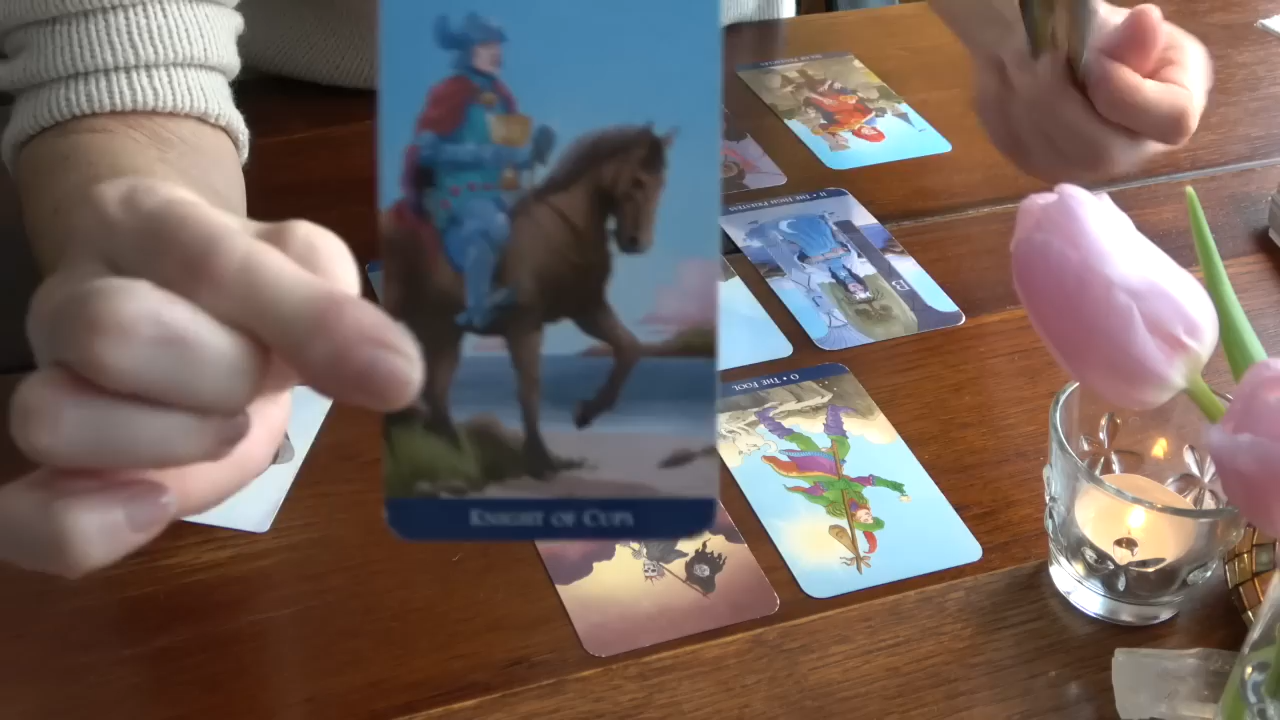 II • THE HIGH PRIESTESS
B
0 • THE FOOL
KNIGHT OF CUPS